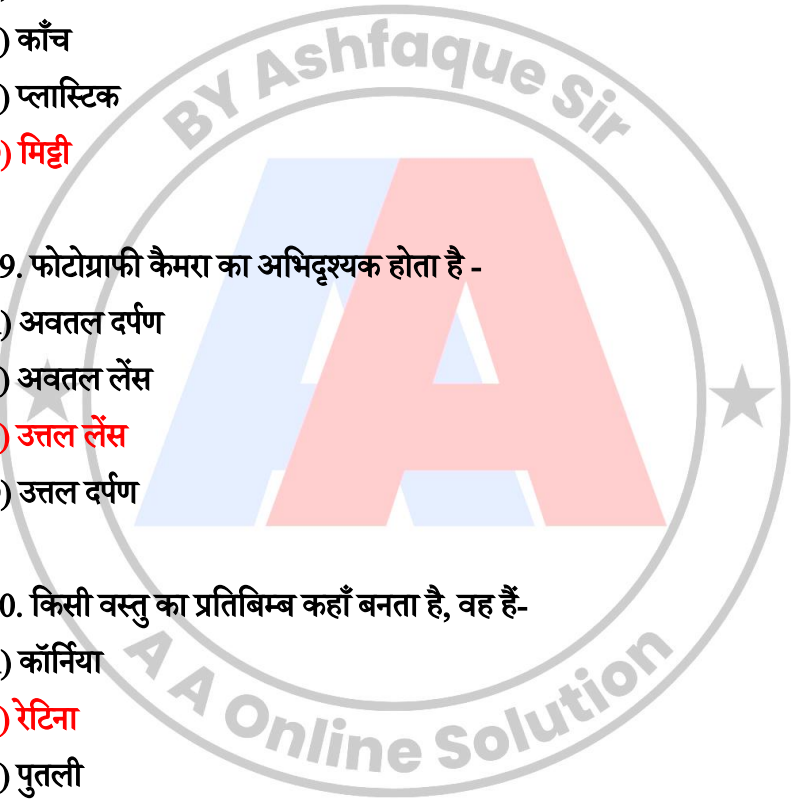 ) काँच
) प्लास्टिक
) मिट्टी
9. फोटोग्राफी कैमरा का अभिदृश्यक होता है -
) अवतल दर्पण
) अवतल लेंस
) उत्तल लेंस
) उत्तल दर्पण
0. किसी वस्तु का प्रतिबिम्ब कहाँ बनता है, वह हैं-
) कॉर्निया
) रेटिना
) पुतली
BY Ashfaque Sir
A A Online Solution